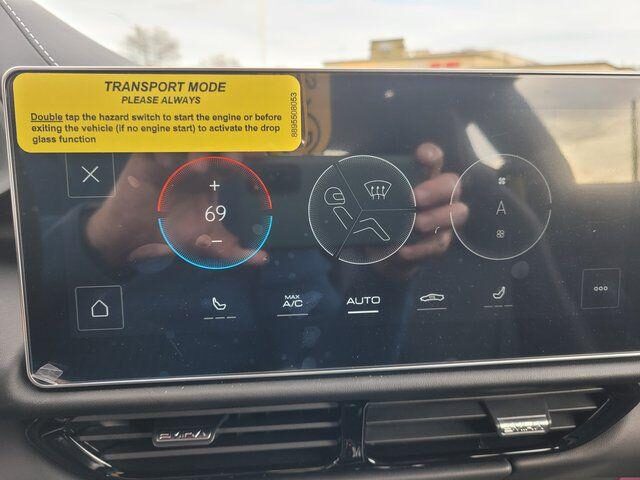 TRANSPORT MODE
PLEASE ALWAYS
Double tap the hazard switch to start the engine or before
exiting the vehicle (if no engine start) to activate the drop
glass function
8895508053
+
69
−
A
MAX
A/C
AUTO